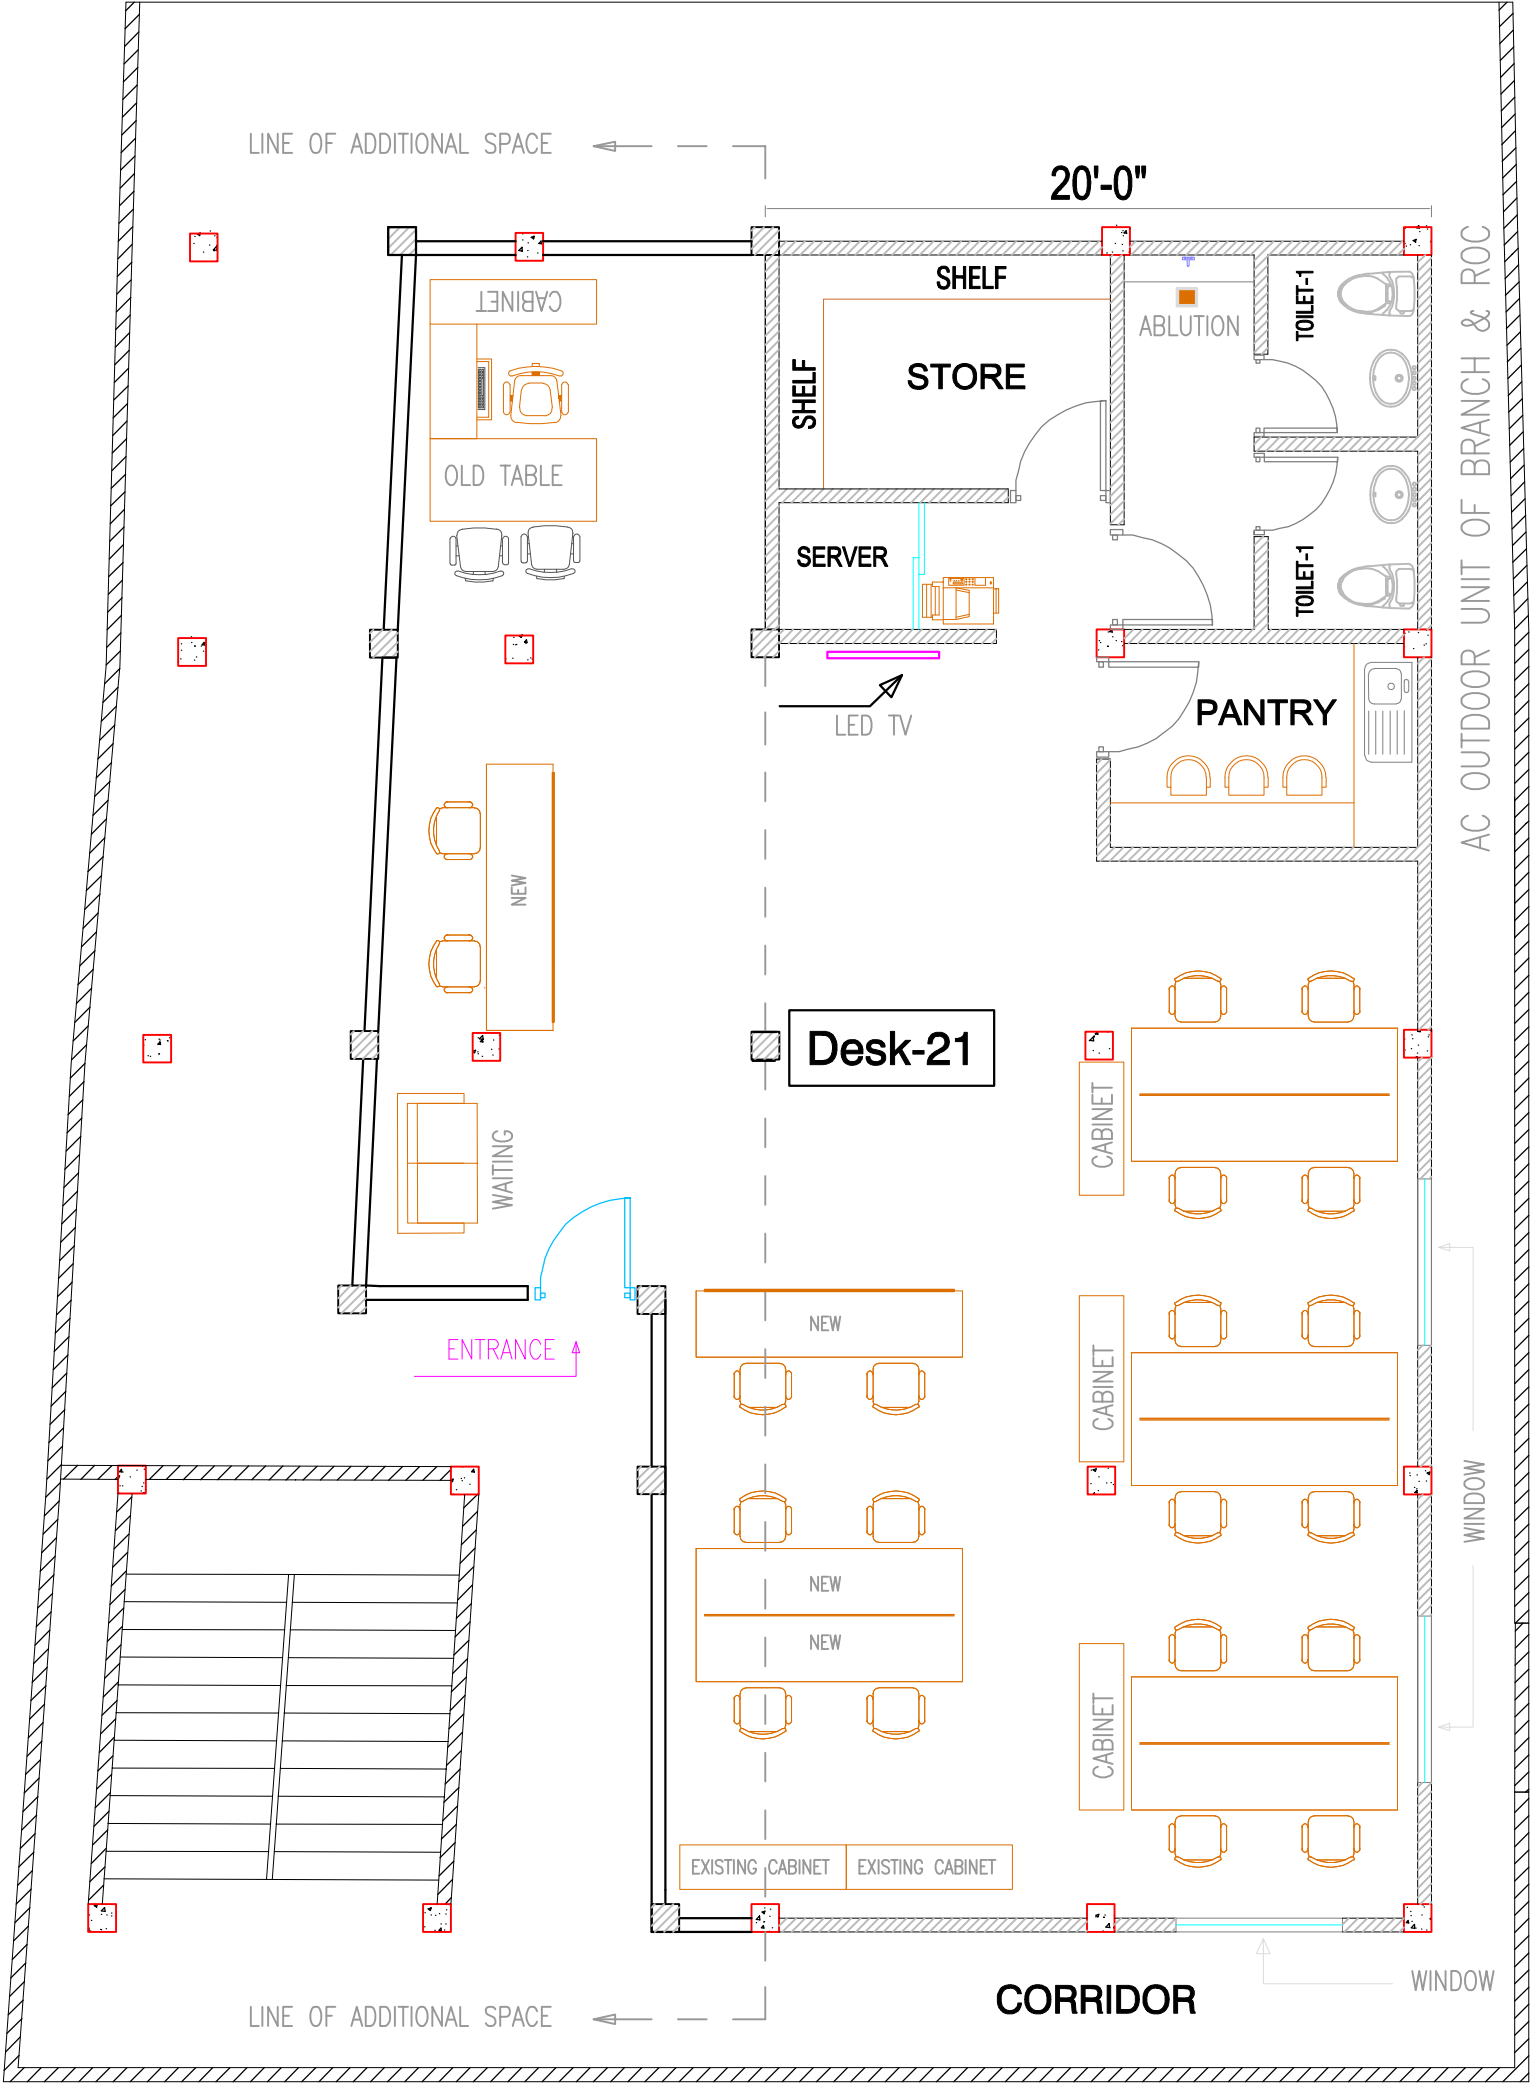 LINE OF ADDITIONAL SPACE
20'-0"
CABINET
SHELF
TOILET-1
ABLUTION
SHELF
STORE
OLD TABLE
SERVER
TOILET-1
AC OUTDOOR UNIT OF BRANCH & ROC
LED TV
PANTRY
NEW
Desk-21
CABINET
WAITING
NEW
ENTRANCE
CABINET
WINDOW
NEW
NEW
CABINET
EXISTING CABINET
EXISTING CABINET
WINDOW
CORRIDOR
LINE OF ADDITIONAL SPACE